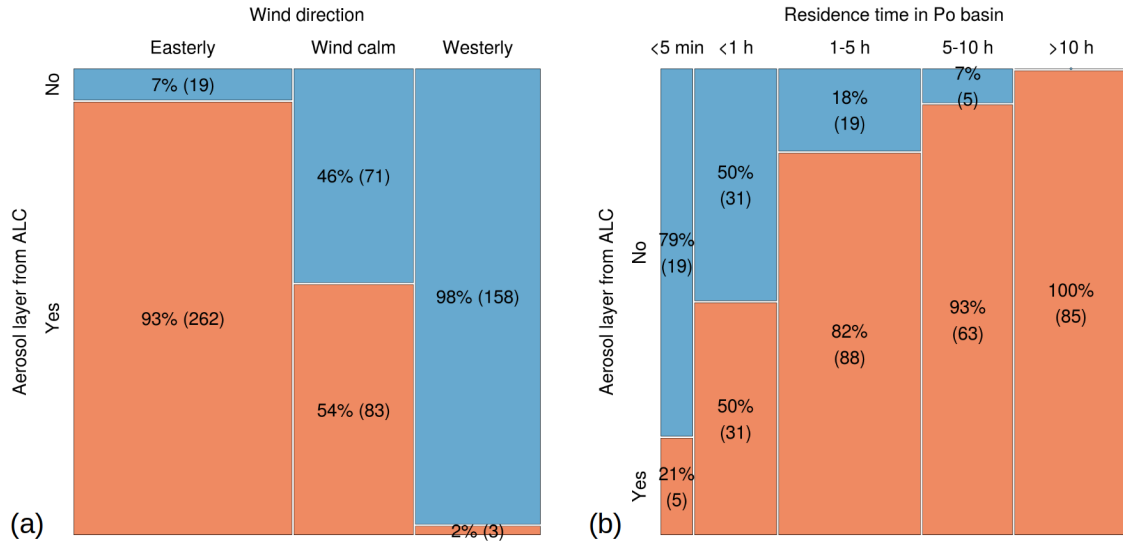 Wind direction
Easterly Wind calm Westerly
Aerosol layer from ALC
No
Yes
7% (19)
46% (71)
98% (158)
93% (262)
54% (83)
2% (3)
(a)
Residence time in Po basin
<5 min <1 h 1-5 h 5-10 h >10 h
Aerosol layer from ALC
No
Yes
79%
(19)
50%
(31)
18%
(19)
7%
(5)
21%
(5)
50%
(31)
82%
(88)
93%
(63)
100%
(85)
(b)